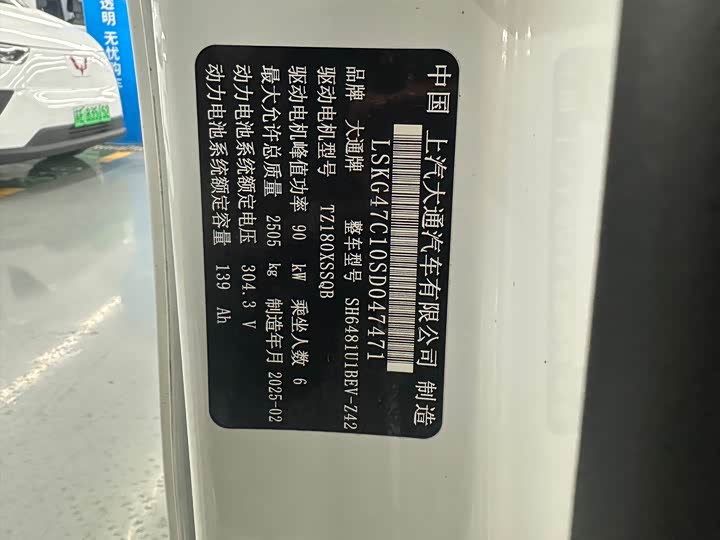 中国 上汽大通汽车有限公司 制造
LSKG47C10SD047471
品牌 大通牌 整车型号 SH6481U1BEV-Z42
驱动电机型号 TZ180XSSQB
驱动电机峰值功率 90 kW 乘坐人数 6
最大允许总质量 2505 kg 制造年月 2025-02
动力电池系统额定电压 304.3 V
动力电池系统额定容量 139 Ah
透明 无忧